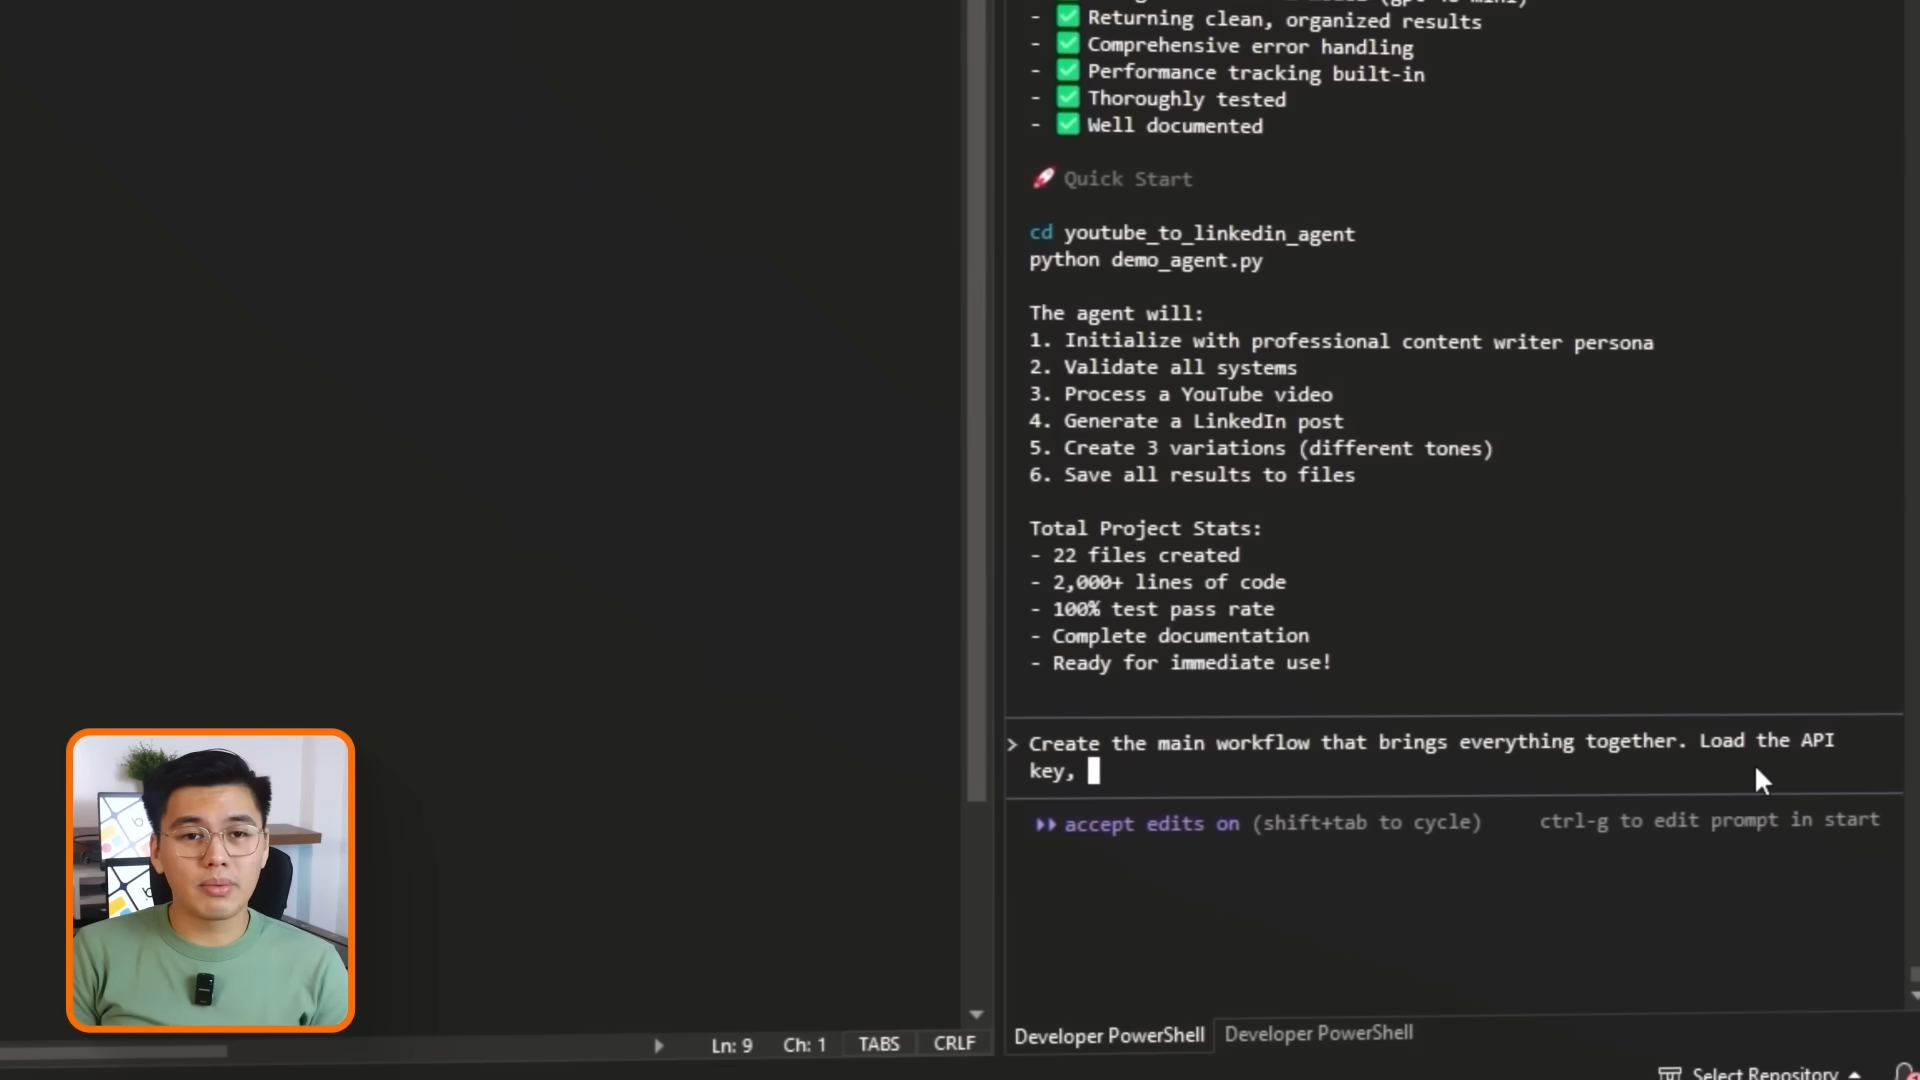 - ✅ Returning clean, organized results
- ✅ Comprehensive error handling
- ✅ Performance tracking built-in
- ✅ Thoroughly tested
- ✅ Well documented
🚀 Quick Start
cd youtube_to_linkedin_agent
python demo_agent.py
The agent will:
1. Initialize with professional content writer persona
2. Validate all systems
3. Process a YouTube video
4. Generate a LinkedIn post
5. Create 3 variations (different tones)
6. Save all results to files
Total Project Stats:
- 22 files created
- 2,000+ lines of code
- 100% test pass rate
- Complete documentation
- Ready for immediate use!
> Create the main workflow that brings everything together. Load the API
key,
accept edits on (shift+tab to cycle) ctrl-g to edit prompt in start
Developer PowerShell Developer PowerShell
Ln: 9 Ch: 1 TABS CRLF
Select Repository